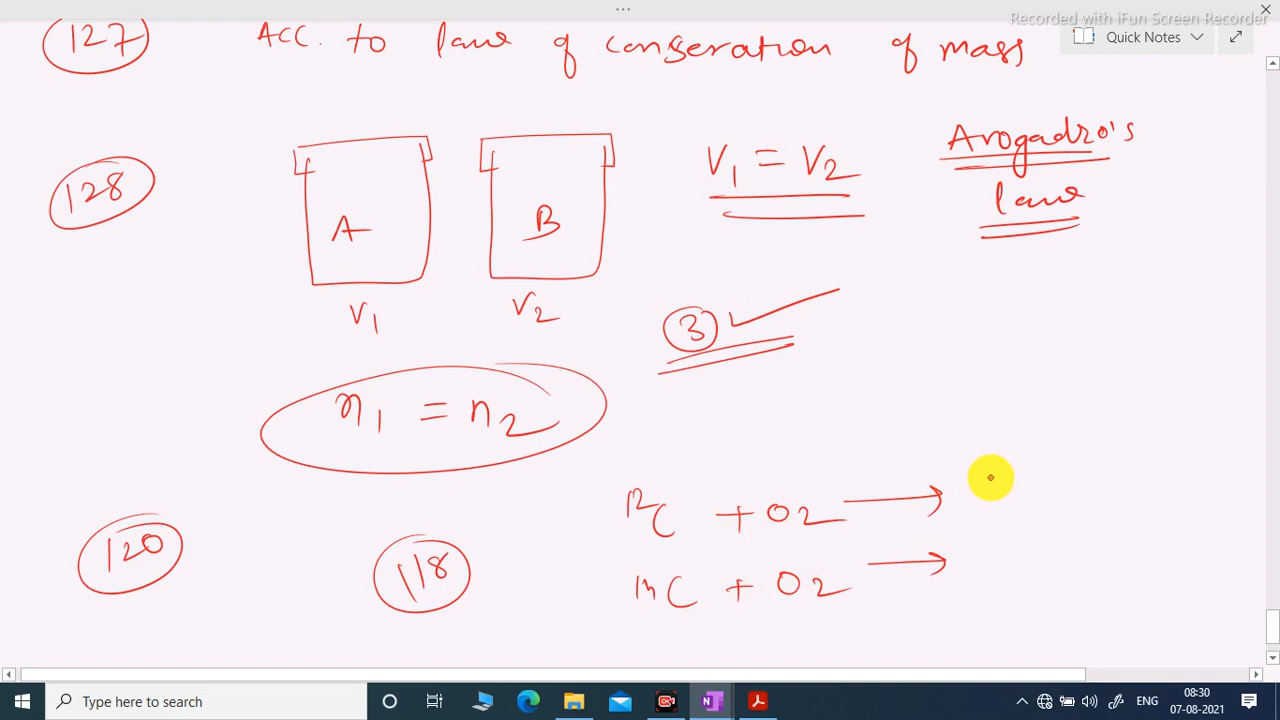 Recorded with iFun Screen Recorder
Quick Notes
127 Acc. to law of conseration of mass
128
A
B
V1
V2
V1 = V2
Avogadro's
law
3
n1 = n2
120
118
12C + O2 →
14C + O2 →
Type here to search
ENG
08:30
07-08-2021